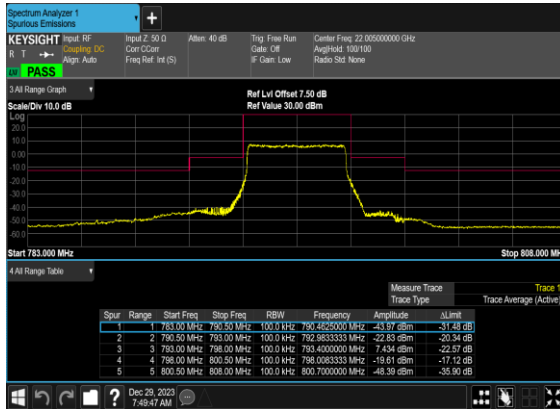 Spectrum Analyzer 1
Spurious Emissions
KEYSIGHT Input: RF Input Z: 50 Ω Atten: 40 dB Trig: Free Run Center Freq: 22.005000000 GHz
R T Coupling: DC Corr CCorr Gate: Off Avg|Hold: 100/100
Align: Auto Freq Ref: Int (S) IF Gain: Low Radio Std: None
PASS
3 All Range Graph Ref Lvl Offset 7.50 dB
Scale/Div 10.0 dB Ref Value 30.00 dBm
Log
20.0
10.0
0.00
-10.0
-20.0
-30.0
-40.0
-50.0
-60.0
Start 783.000 MHz Stop 808.000 MH
4 All Range Table
Measure Trace Trace 1
Trace Type Trace Average (Active)
Spur Range Start Freq Stop Freq RBW Frequency Amplitude ΔLimit
1 1 783.00 MHz 790.50 MHz 100.0 kHz 790.4625000 MHz -43.97 dBm -31.48 dB
2 2 790.50 MHz 793.00 MHz 100.0 kHz 792.9833333 MHz -22.83 dBm -20.34 dB
3 3 793.00 MHz 798.00 MHz 100.0 kHz 793.4000000 MHz 7.434 dBm -22.57 dB
4 4 798.00 MHz 800.50 MHz 100.0 kHz 798.0083333 MHz -19.61 dBm -17.12 dB
5 5 800.50 MHz 808.00 MHz 100.0 kHz 800.7000000 MHz -48.39 dBm -35.90 dB
Dec 29, 2023
7:49:47 AM